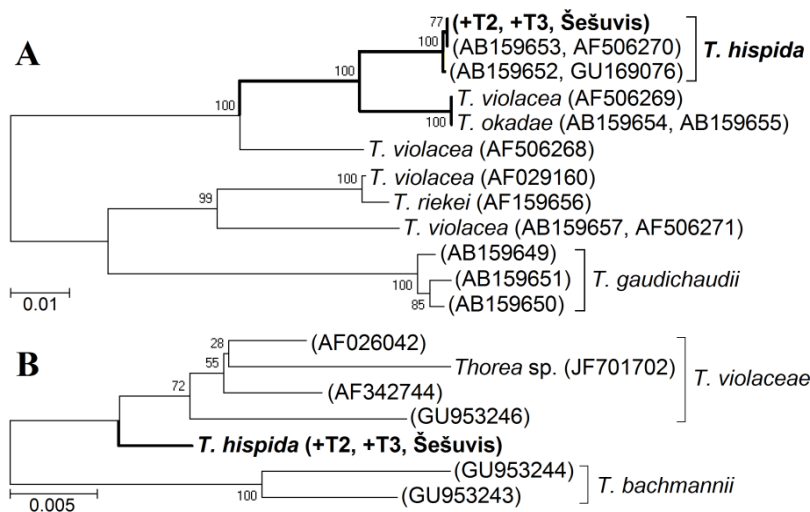 A
77
(+T2, +T3, Šešuvis)
100
(AB159653, AF506270)
T. hispida
(AB159652, GU169076)
100
T. violacea (AF506269)
100
100
T. okadae (AB159654, AB159655)
T. violacea (AF506268)
100
T. violacea (AF029160)
99
T. riekei (AF159656)
T. violacea (AB159657, AF506271)
(AB159649)
100
(AB159651)
T. gaudichaudii
0.01
85
(AB159650)
B
28
(AF026042)
55
Thorea sp. (JF701702)
T. violaceae
72
(AF342744)
(GU953246)
T. hispida (+T2, +T3, Šešuvis)
(GU953244)
T. bachmannii
0.005
100
(GU953243)